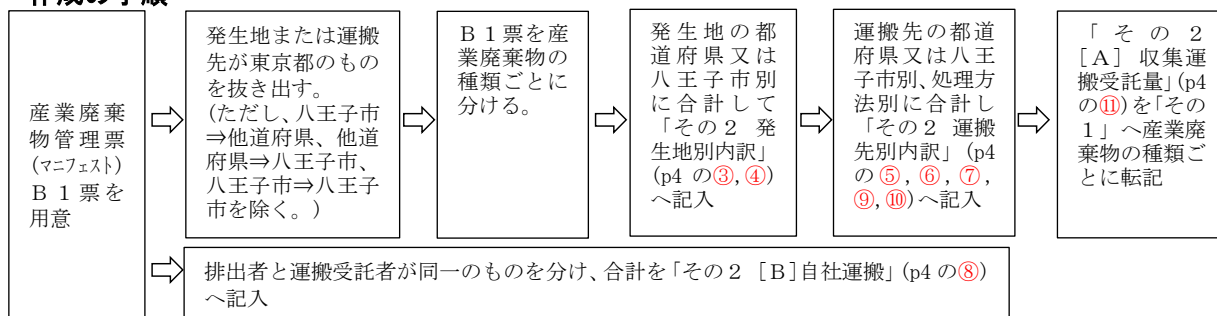 産業廃棄
物管理票
(マニフェスト)
Ｂ１票を
用意
発生地または運搬
先が東京都のもの
を抜き出す。
(ただし、八王子市
⇒他道府県、他道
府県⇒八王子市、
八王子市⇒八王子
市を除く。)
Ｂ１票を産
業廃棄物の
種類ごとに
分ける。
発生地の都
道府県又は
八王子市別
に合計して
「その２ 発
生地別内訳」
(p4 の③,④)
へ記入
運搬先の都道府
県又は八王子
市別、処理方
法別に合計し
「その２ 運搬
先別内訳」(p4
の⑤,⑥,⑦,
⑨,⑩)へ記入
「その２
［A］収集運
搬受託量」(p4
の⑪)を「その
１」へ産業廃
棄物の種類ご
とに転記
排出者と運搬受託者が同一のものを分け、合計を「その２ ［B］自社運搬」(p4 の⑧)
へ記入